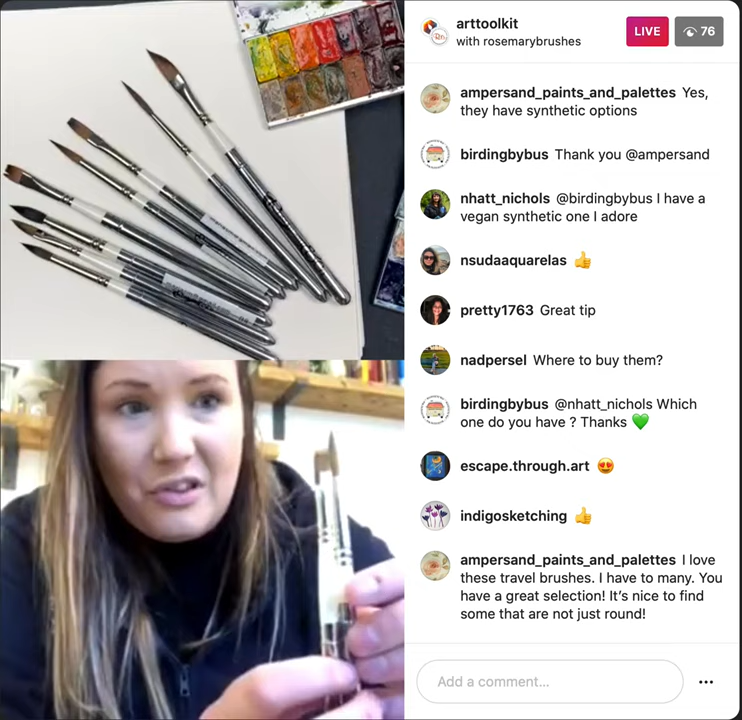 arttoolkit
with rosemarybrushes
LIVE
76
ampersand_paints_and_palettes Yes,
they have synthetic options
birdingbybus Thank you @ampersand
nhatt_nichols @birdingbybus I have a
vegan synthetic one I adore
nsudaaquarelas 👍
pretty1763 Great tip
nadpersel Where to buy them?
birdingbybus @nhatt_nichols Which
one do you have ? Thanks 💚
escape.through.art 😍
indigosketching 👍
ampersand_paints_and_palettes I love
these travel brushes. I have to many. You
have a great selection! It’s nice to find
some that are not just round!
Add a comment...